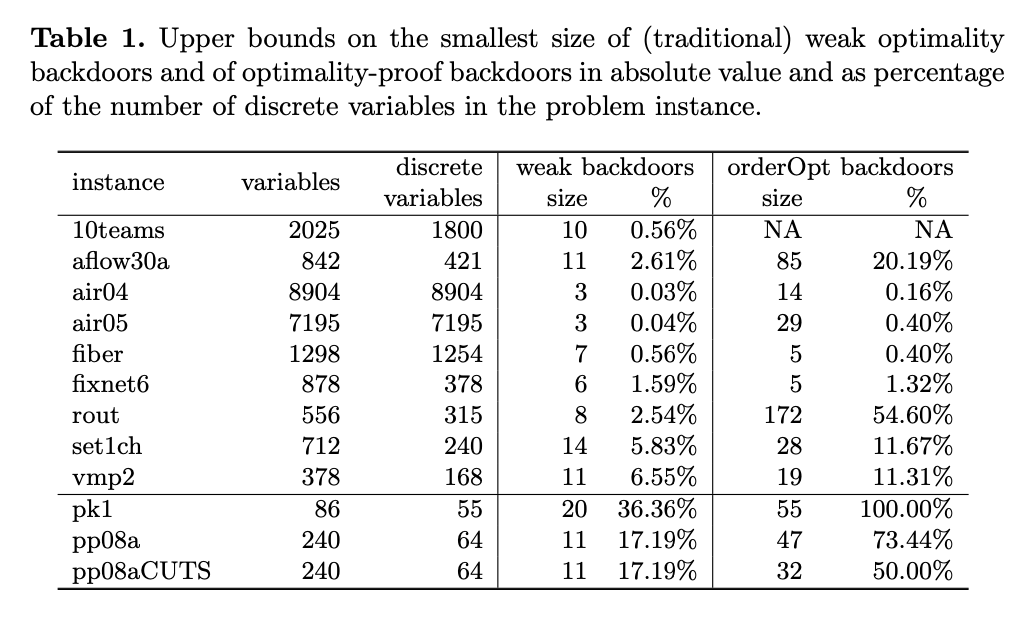 Table 1. Upper bounds on the smallest size of (traditional) weak optimality
backdoors and of optimality-proof backdoors in absolute value and as percentage
of the number of discrete variables in the problem instance.
instance variables discrete variables weak backdoors orderOpt backdoors
size % size %
10teams 2025 1800 10 0.56% NA NA
aflow30a 842 421 11 2.61% 85 20.19%
air04 8904 8904 3 0.03% 14 0.16%
air05 7195 7195 3 0.04% 29 0.40%
fiber 1298 1254 7 0.56% 5 0.40%
fixnet6 878 378 6 1.59% 5 1.32%
rout 556 315 8 2.54% 172 54.60%
set1ch 712 240 14 5.83% 28 11.67%
vmp2 378 168 11 6.55% 19 11.31%
pk1 86 55 20 36.36% 55 100.00%
pp08a 240 64 11 17.19% 47 73.44%
pp08aCUTS 240 64 11 17.19% 32 50.00%